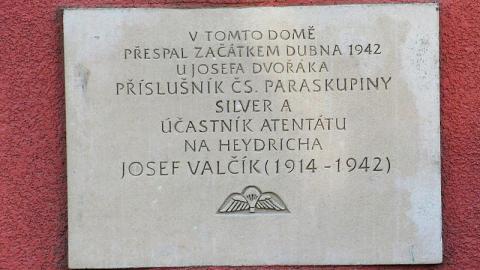 V TOMTO DOMĚ
PŘESPAL ZAČÁTKEM DUBNA 1942
U JOSEFA DVOŘÁKA
PŘÍSLUŠNÍK ČS. PARASKUPINY
SILVER A
ÚČASTNÍK ATENTÁTU
NA HEYDRICHA
JOSEF VALČÍK (1914 - 1942)